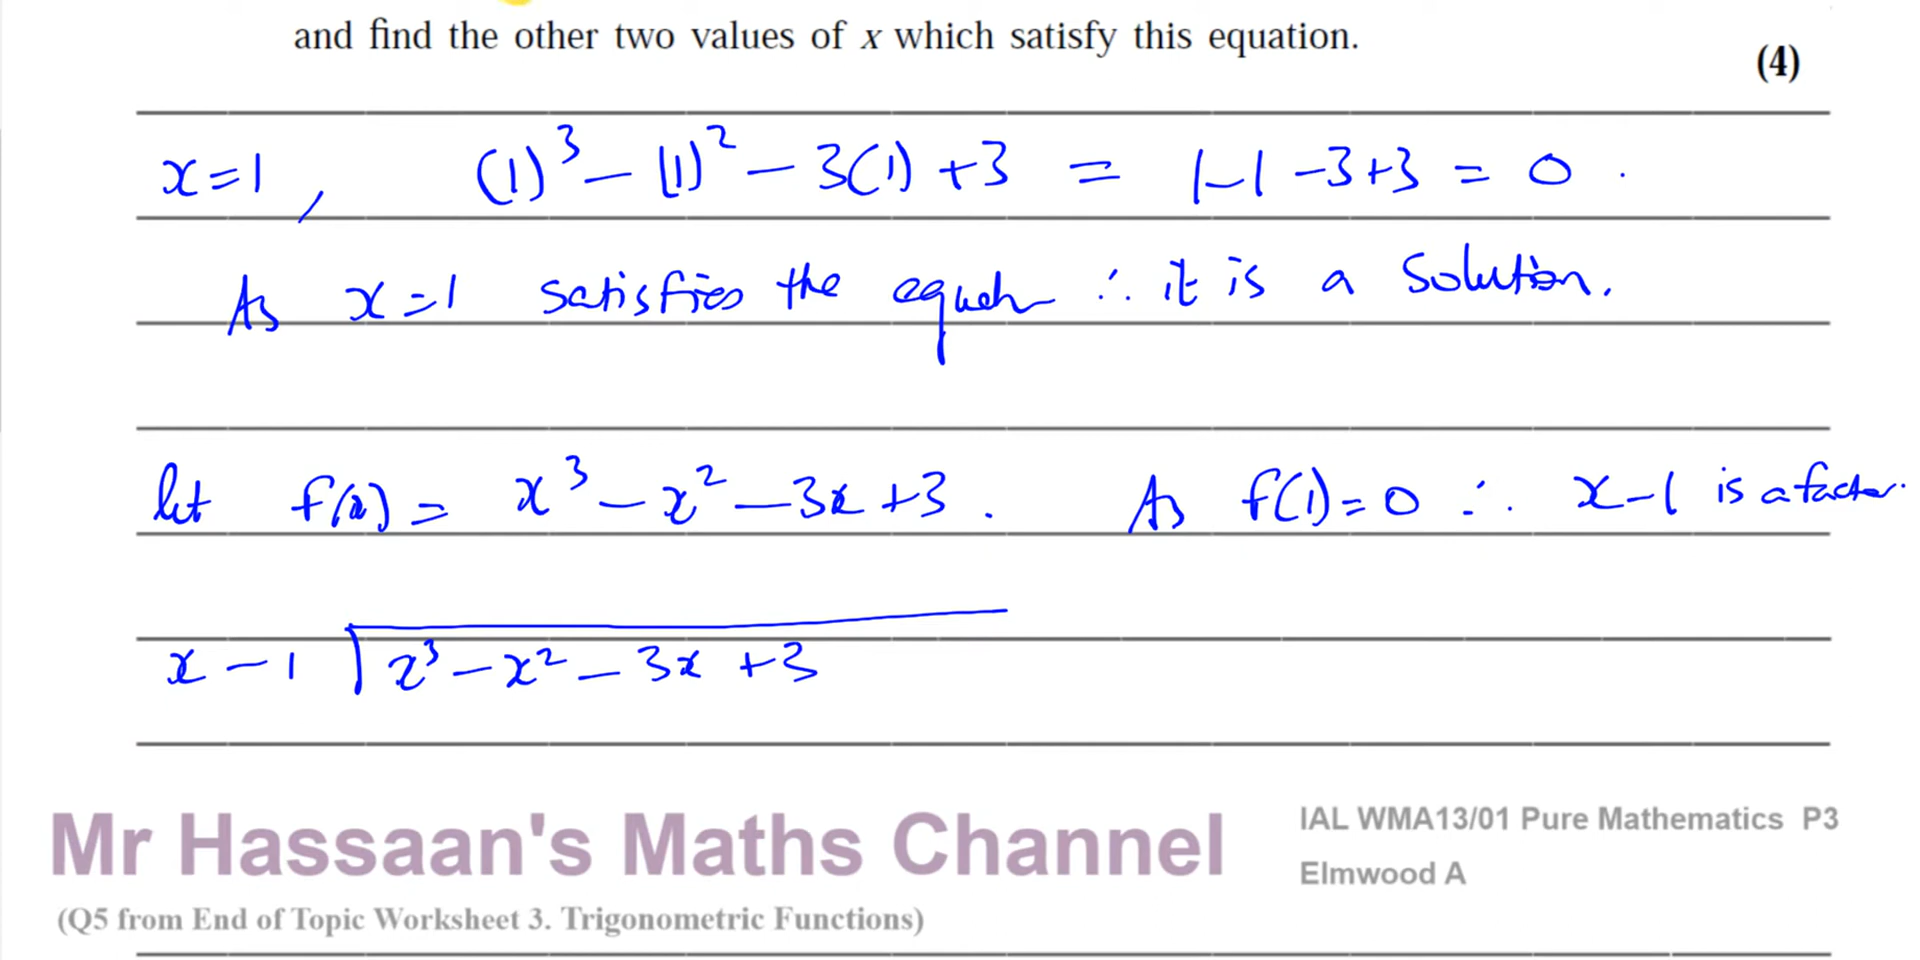 and find the other two values of x which satisfy this equation.
(4)
x=1, (1)³ - (1)² - 3(1) + 3 = 1-1-3+3 = 0.
As x=1 satisfies the equation ∴ it is a solution.
let f(x) = x³ - x² - 3x + 3. As f(1)=0 ∴ x-1 is a factor.
x - 1 x³ - x² - 3x + 3
Mr Hassaan's Maths Channel
IAL WMA13/01 Pure Mathematics P3
Elmwood A
(Q5 from End of Topic Worksheet 3. Trigonometric Functions)